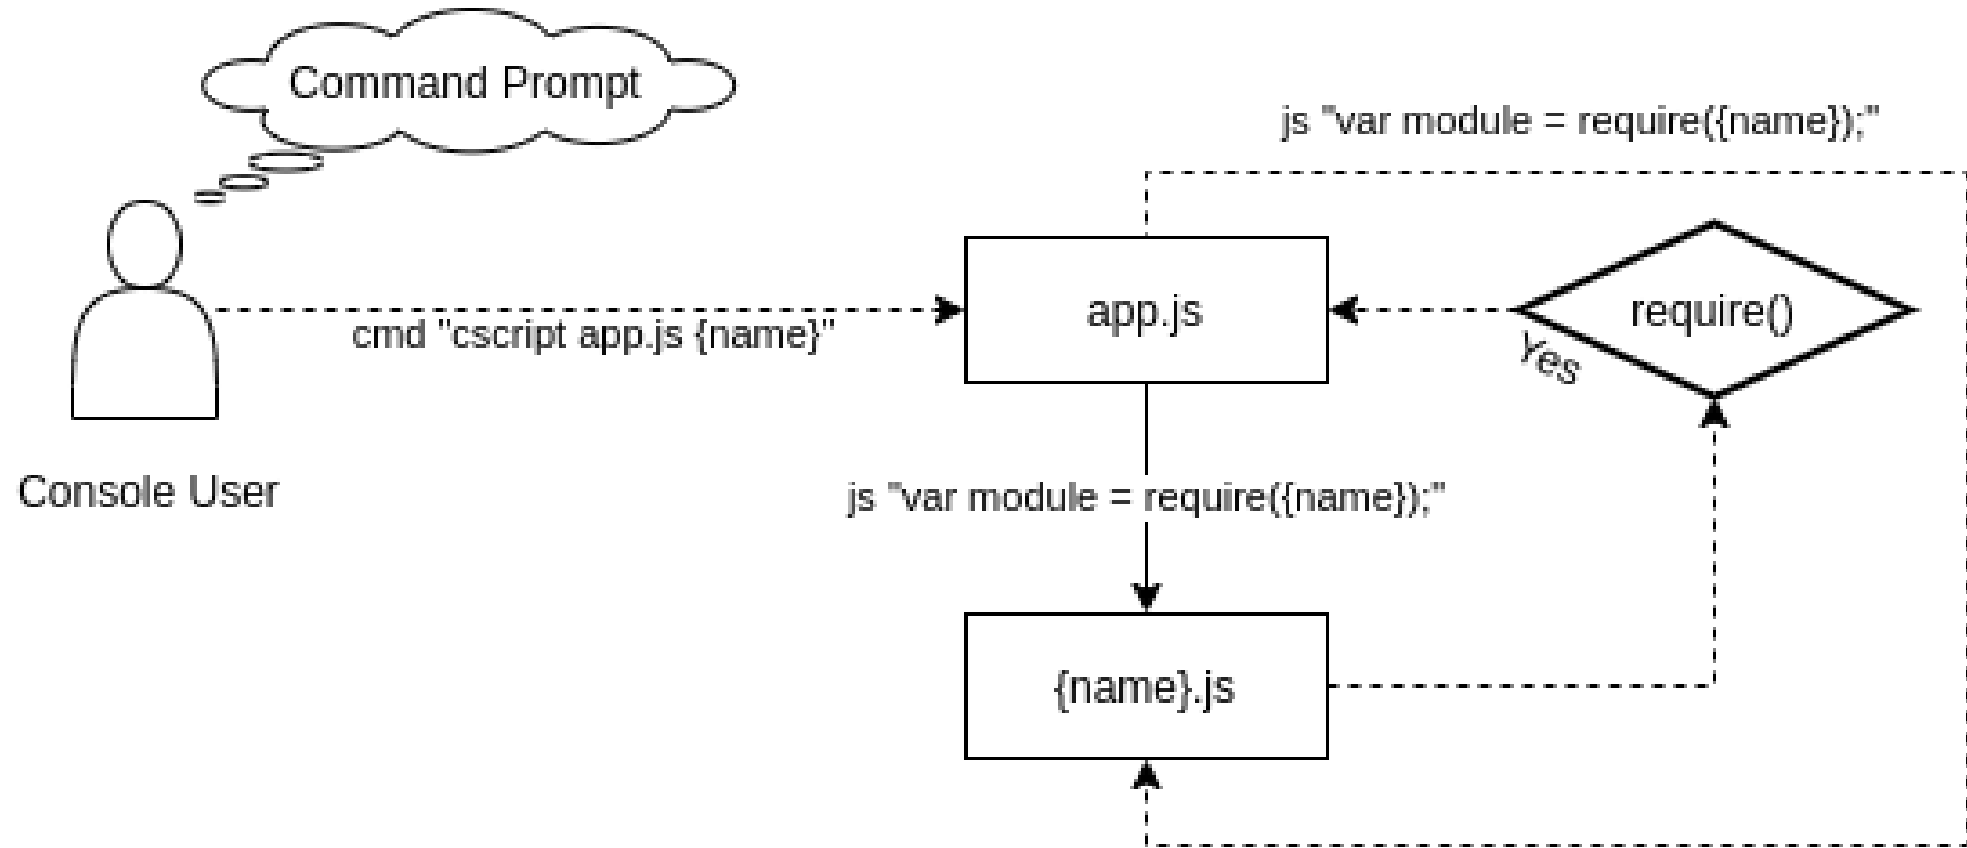 Command Prompt
js "var module = require({name});"
app.js
require()
cmd "cscript app.js {name}"
Yes
Console User
js "var module = require({name});"
{name}.js